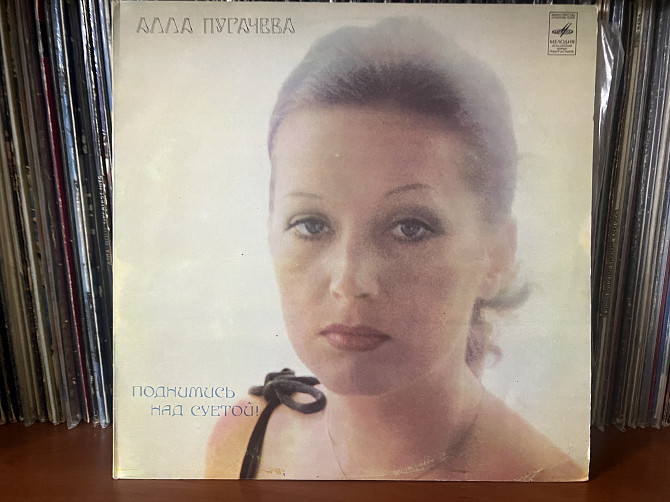 АЛЛА ПУГАЧЕВА
МЕЛОДИЯ
ПОДНИМИСЬ
НАД СУЕТОЙ!